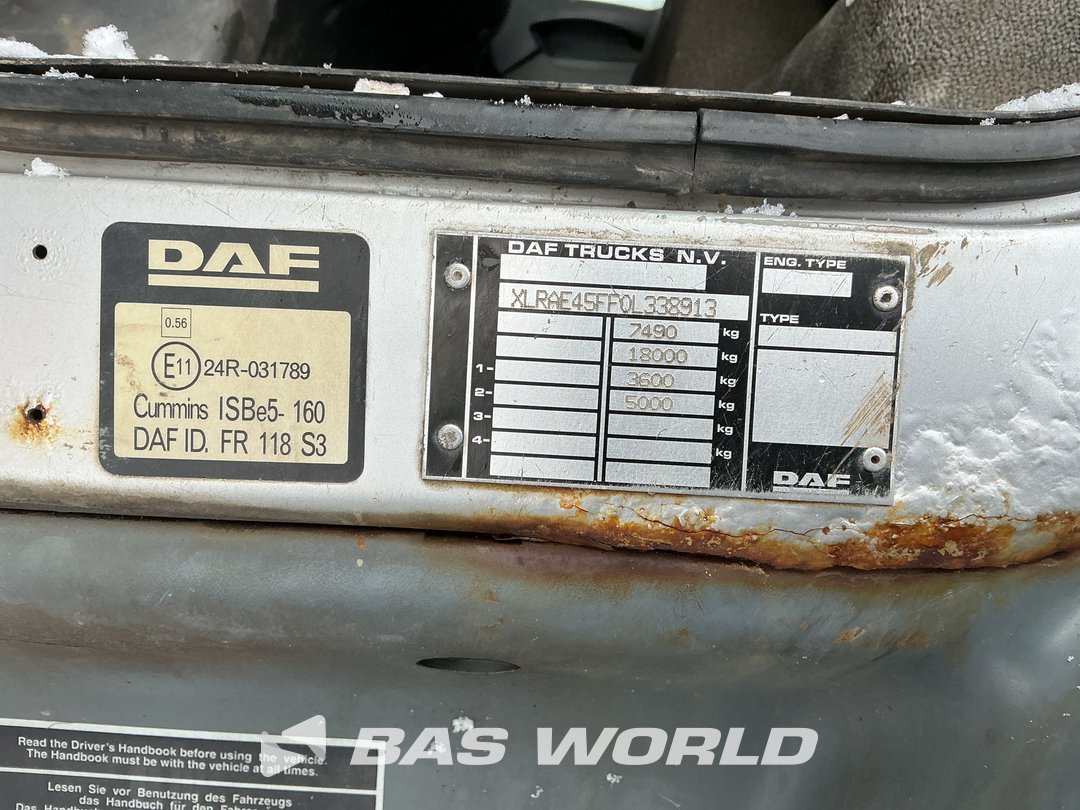 DAF
0.56
E11 24R-031789
Cummins ISBe5- 160
DAF ID. FR 118 S3
DAF TRUCKS N.V.
XLRAE45FF0L338913
7490 kg
18000 kg
1- 3600 kg
2- 5000 kg
3- kg
4- kg
ENG. TYPE
TYPE
DAF
Read the Driver's Handbook before using the vehicle.
The Handbook must be with the vehicle at all times.
Lesen Sie vor Benutzung des Fahrzeugs
das Handbuch für den
BAS WORLD